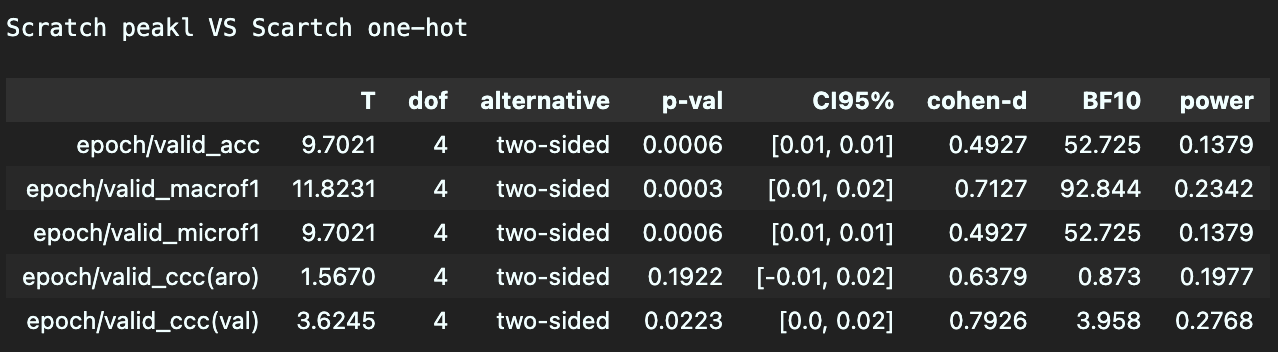 Scratch peakl VS Scartch one-hot
T dof alternative p-val CI95% cohen-d BF10 power
epoch/valid_acc 9.7021 4 two-sided 0.0006 [0.01, 0.01] 0.4927 52.725 0.1379
epoch/valid_macrof1 11.8231 4 two-sided 0.0003 [0.01, 0.02] 0.7127 92.844 0.2342
epoch/valid_microf1 9.7021 4 two-sided 0.0006 [0.01, 0.01] 0.4927 52.725 0.1379
epoch/valid_ccc(aro) 1.5670 4 two-sided 0.1922 [-0.01, 0.02] 0.6379 0.873 0.1977
epoch/valid_ccc(val) 3.6245 4 two-sided 0.0223 [0.0, 0.02] 0.7926 3.958 0.2768